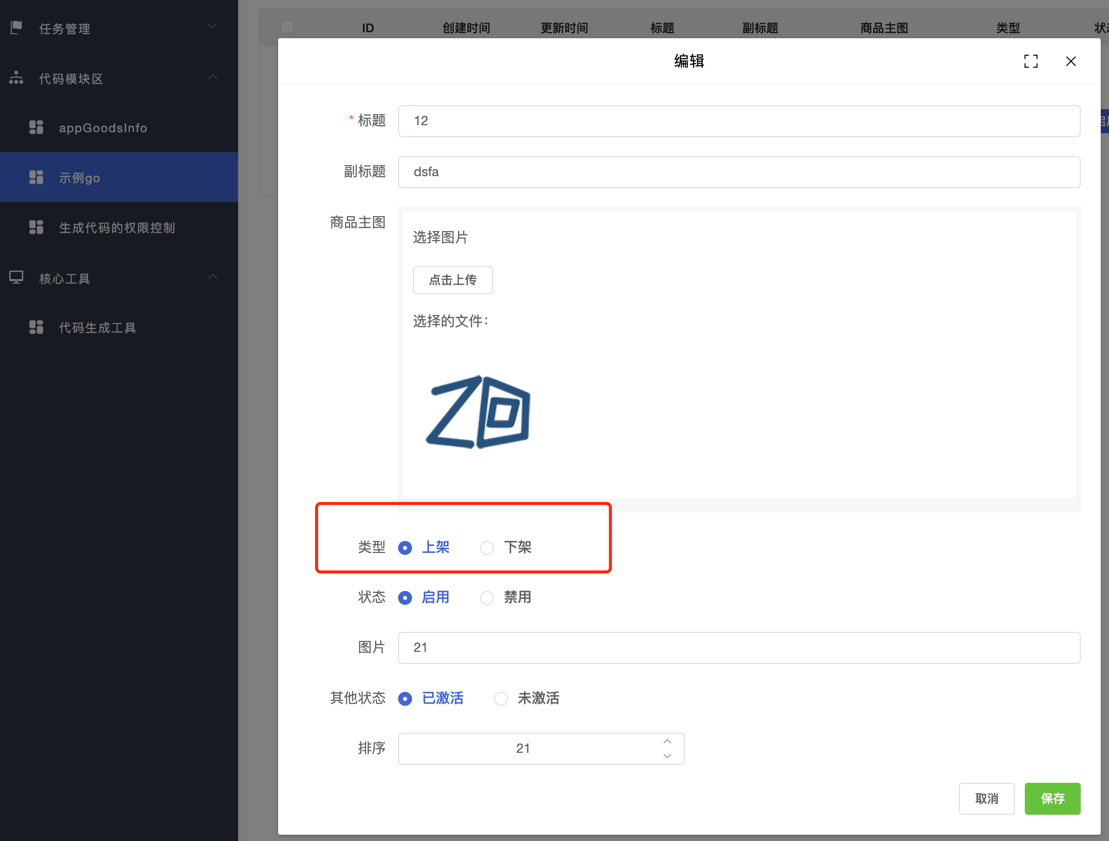 任务管理
代码模块区
appGoodsInfo
示例go
生成代码的权限控制
核心工具
代码生成工具
ID 创建时间 更新时间 标题 副标题 商品主图 类型
编辑
* 标题 12
副标题 dsfa
商品主图
选择图片
点击上传
选择的文件：
类型 上架 下架
状态 启用 禁用
图片 21
其他状态 已激活 未激活
排序 21
取消 保存